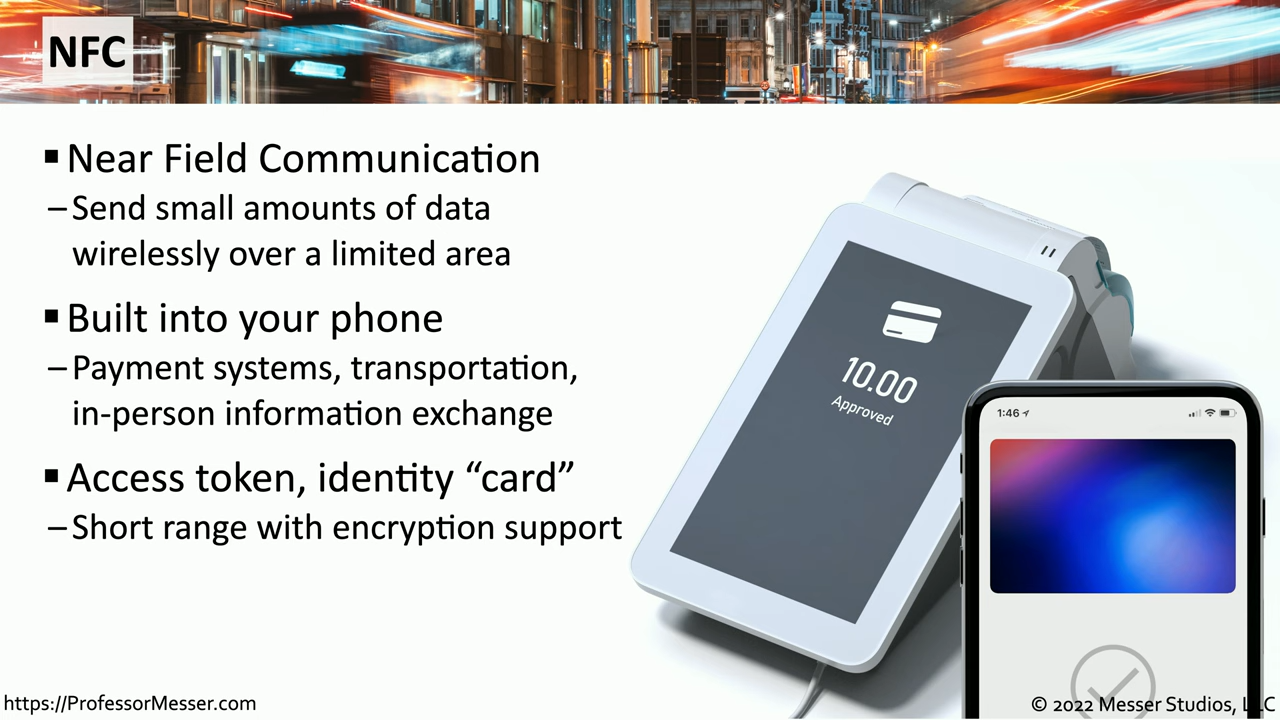 NFC
▪ Near Field Communication
– Send small amounts of data
wirelessly over a limited area
▪ Built into your phone
– Payment systems, transportation,
in-person information exchange
▪ Access token, identity “card”
– Short range with encryption support
10.00
Approved
1:46
https://ProfessorMesser.com
© 2022 Messer Studios, LLC